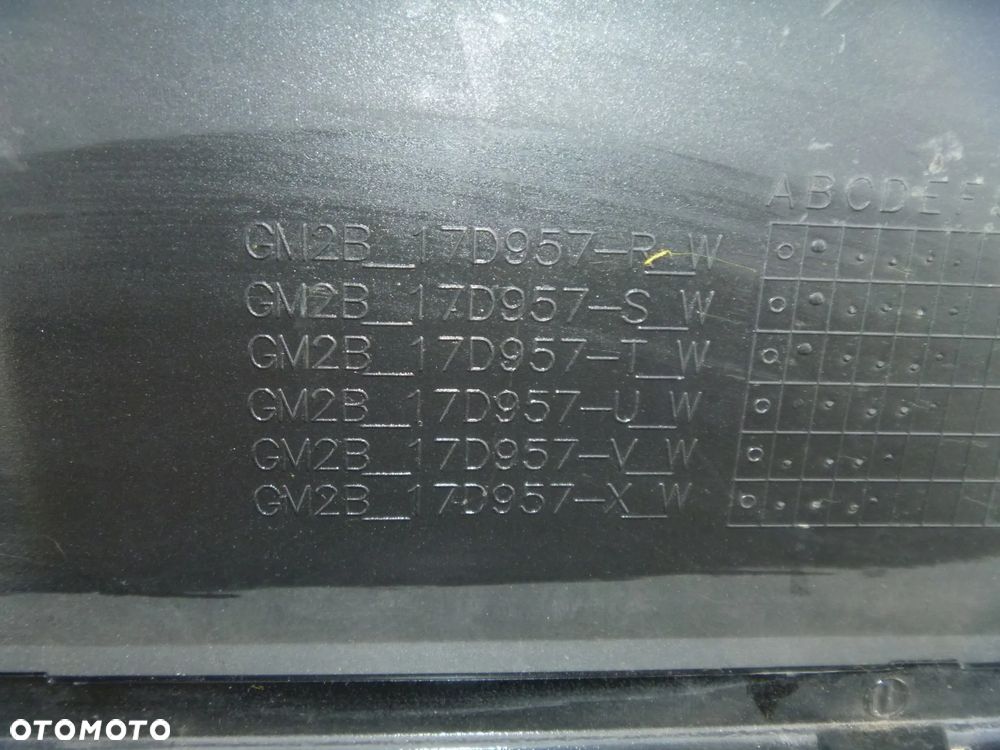 ABCDEF
GM2B_17D957-R_W
GM2B_17D957-S_W
GM2B_17D957-T_W
GM2B_17D957-U_W
GM2B_17D957-V_W
GM2B_17D957-X_W
OTOMOTO